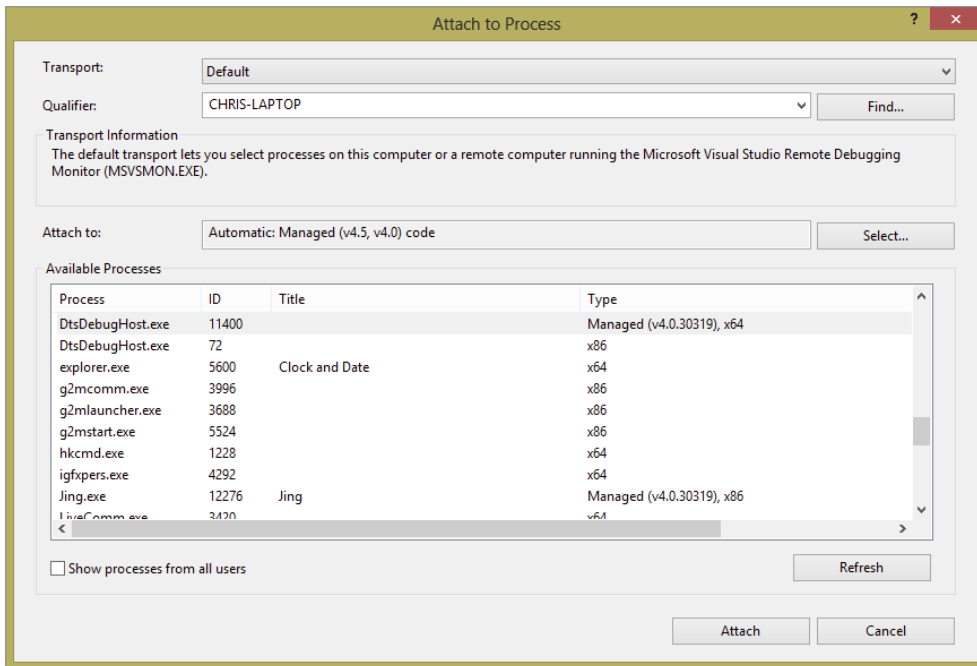 Attach to Process
?
Transport:
Default
Qualifier:
CHRIS-LAPTOP
Find...
Transport Information
The default transport lets you select processes on this computer or a remote computer running the Microsoft Visual Studio Remote Debugging
Monitor (MSVSMON.EXE).
Attach to:
Automatic: Managed (v4.5, v4.0) code
Select...
Available Processes
Process ID Title Type
DtsDebugHost.exe 11400 Managed (v4.0.30319), x64
DtsDebugHost.exe 72 x86
explorer.exe 5600 Clock and Date x64
g2mcomm.exe 3996 x86
g2mlauncher.exe 3688 x86
g2mstart.exe 5524 x86
hkcmd.exe 1228 x64
igfxpers.exe 4292 x64
Jing.exe 12276 Jing Managed (v4.0.30319), x86
LiveComm.exe 3420 x64
Show processes from all users
Refresh
Attach
Cancel